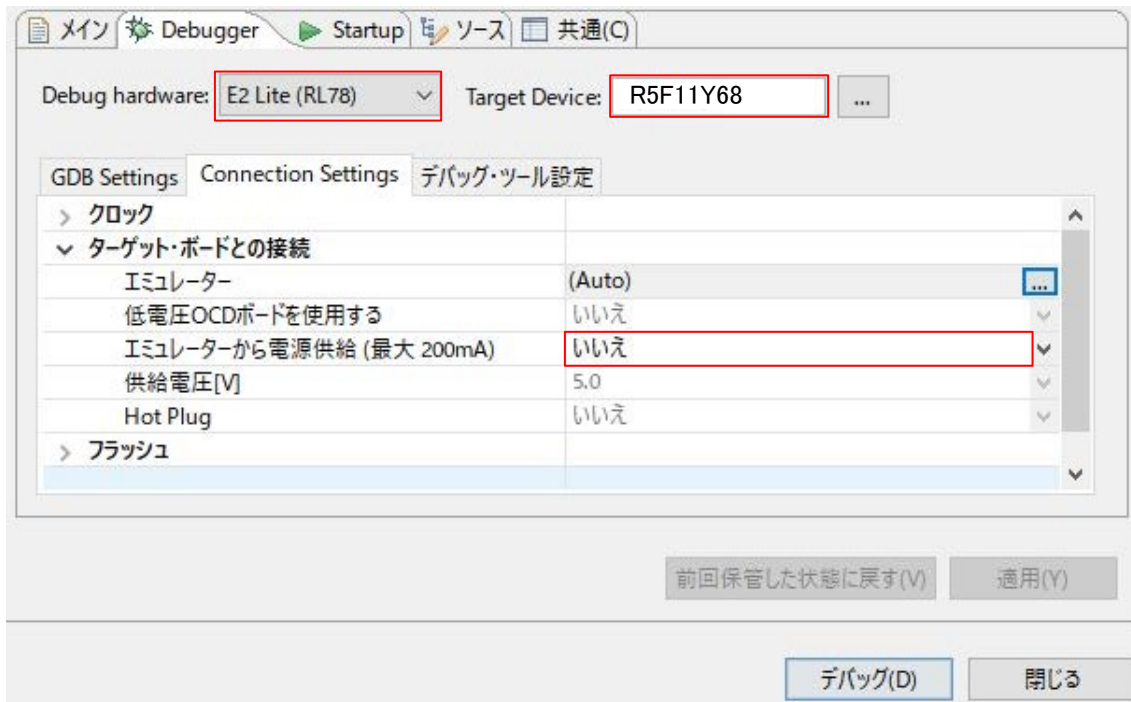 メイン Debugger Startup ソース 共通(C)
Debug hardware: E2 Lite (RL78) Target Device: R5F11Y68 ...
GDB Settings Connection Settings デバッグ・ツール設定
クロック
ターゲット・ボードとの接続
エミュレーター (Auto) ...
低電圧OCDボードを使用する いいえ
エミュレーターから電源供給 (最大 200mA) いいえ
供給電圧[V] 5.0
Hot Plug いいえ
フラッシュ
前回保管した状態に戻す(V) 適用(Y)
デバッグ(D) 閉じる